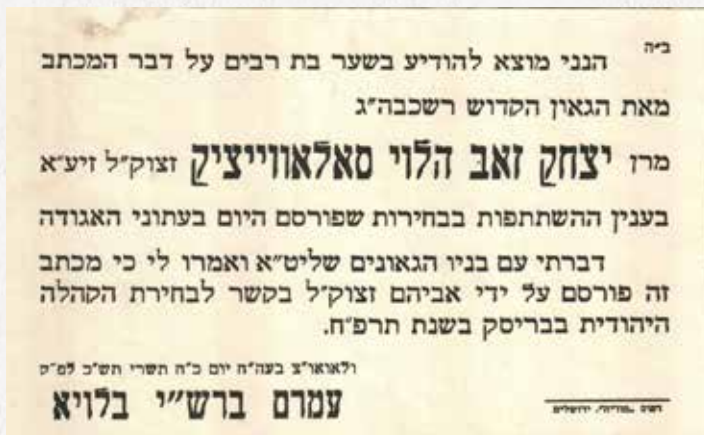 ב״ה
הנני מוצא להודיע בשער בת רבים על דבר המכתב
מאת הגאון הקדוש רשכבה״ג
מרן יצחק זאב הלוי סאלאווייציק זצוק״ל זיע״א
בענין ההשתתפות בבחירות שפורסם היום בעתוני האגודה
דברתי עם בניו הגאונים שליט״א ואמרו לי כי מכתב
זה פורסם על ידי אביהם זצוק״ל בקשר לבחירת הקהלה
היהודית בבריסק בשנת תרפ״ח.
ולאואו״צ בעה״ח יום כ״ה תשרי תש״כ לפ״ק
עמרם ברש״י בלויא
ירושלים